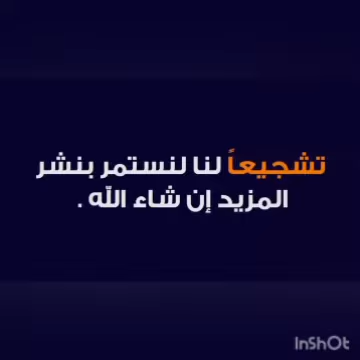 تشجيعاً لنا لنستمر بنشر
المزيد إن شاء الله .
InShOt